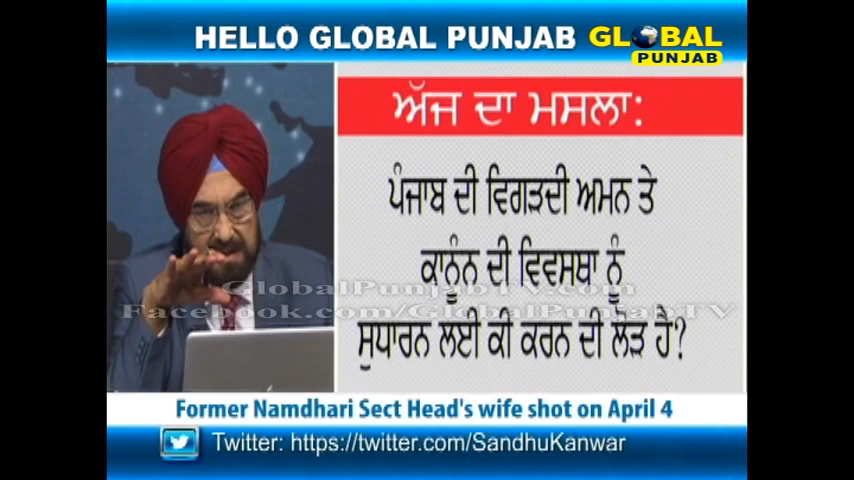 HELLO GLOBAL PUNJAB
GLOBAL
PUNJAB
ਅੱਜ ਦਾ ਮਸਲਾ:
ਪੰਜਾਬ ਦੀ ਵਿਗੜਦੀ ਅਮਨ ਤੇ
ਕਾਨੂੰਨ ਦੀ ਵਿਵਸਥਾ ਨੂੰ
ਸੁਧਾਰਨ ਲਈ ਕੀ ਕਰਨ ਦੀ ਲੋੜ ਹੈ?
GlobalPunjabTV.com
Facebook.com/GlobalPunjabTV
Former Namdhari Sect Head's wife shot on April 4
Twitter: https://twitter.com/SandhuKanwar